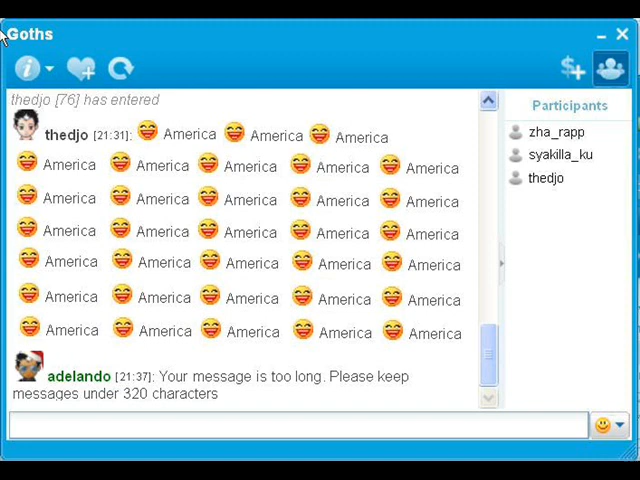 Goths
thedjo [76] has entered
thedjo [21:31]: America America America
America America America America America
America America America America America
America America America America America
America America America America America
America America America America America
America America America America America
adelando [21:37]: Your message is too long. Please keep
messages under 320 characters
Participants
zha_rapp
syakilla_ku
thedjo